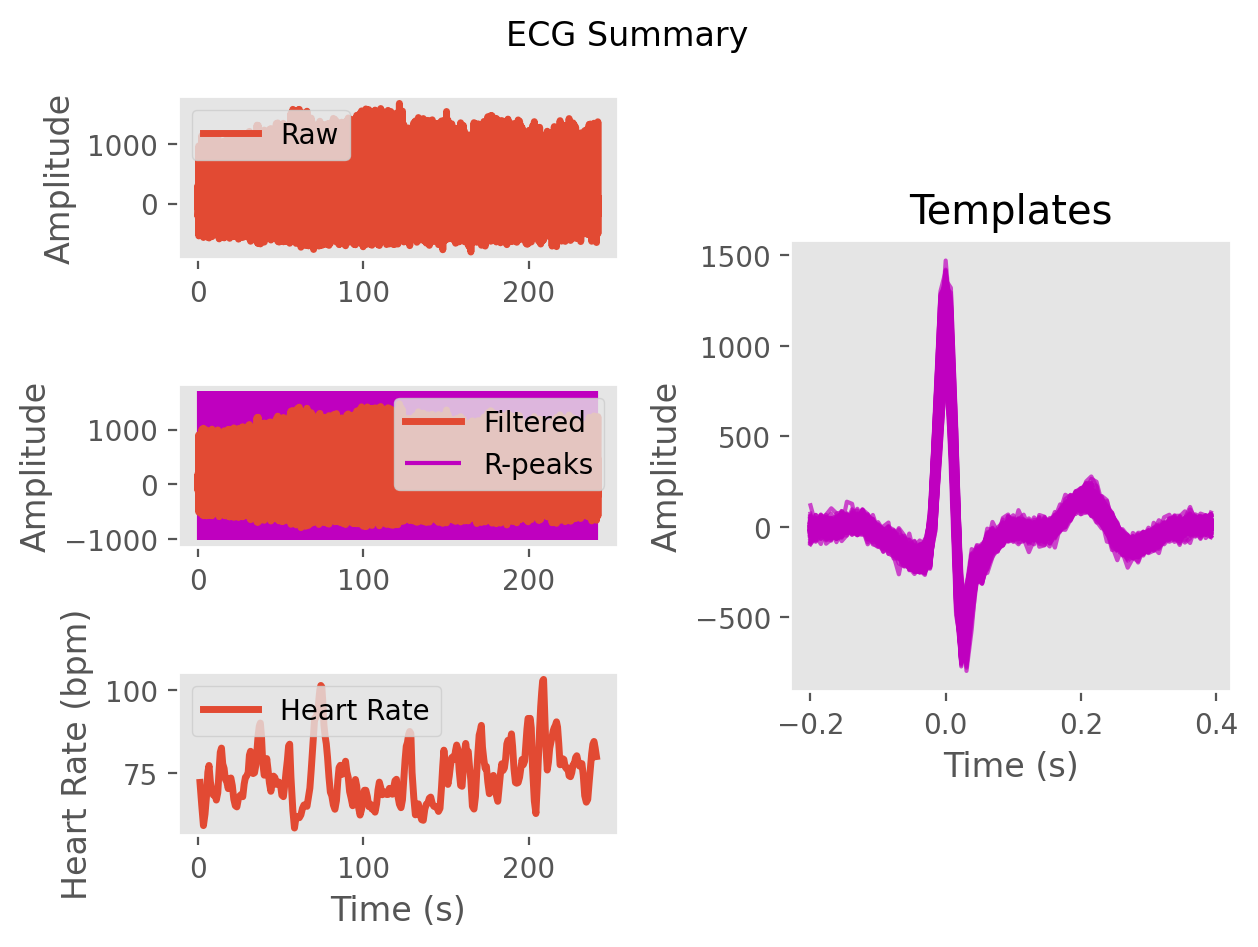 ECG Summary
Amplitude
1000
0
Raw
0
100
200
Amplitude
1000
0
−1000
Filtered
R-peaks
0
100
200
Heart Rate (bpm)
100
75
Heart Rate
0
100
200
Time (s)
Templates
Amplitude
1500
1000
500
0
−500
−0.2
0.0
0.2
0.4
Time (s)